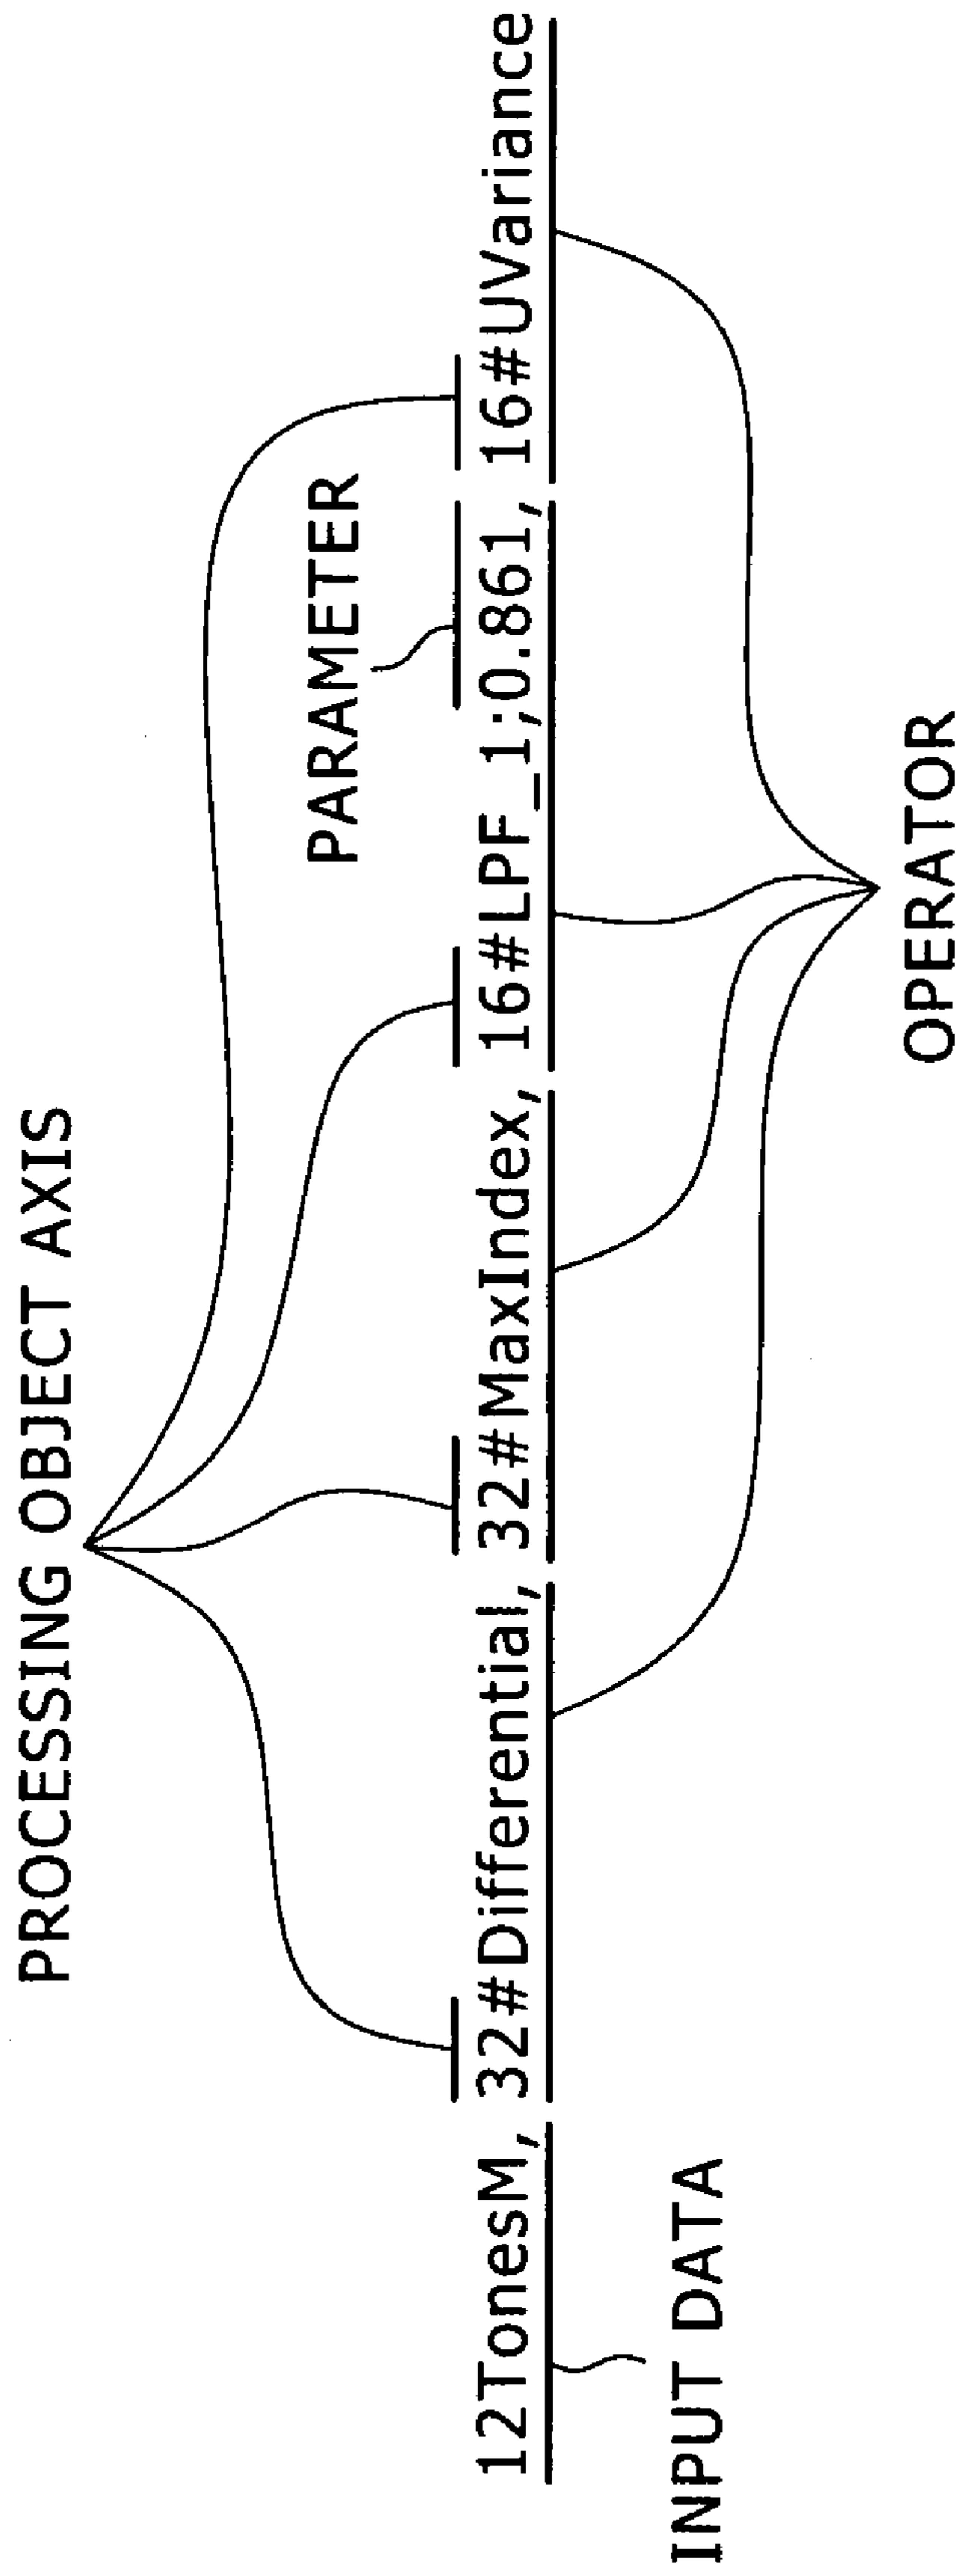 PROCESSING OBJECT AXIS
PARAMETER
12TonesM, 32#Differential, 32#MaxIndex, 16#LPF_1;0.861, 16#UVariance
INPUT DATA
OPERATOR